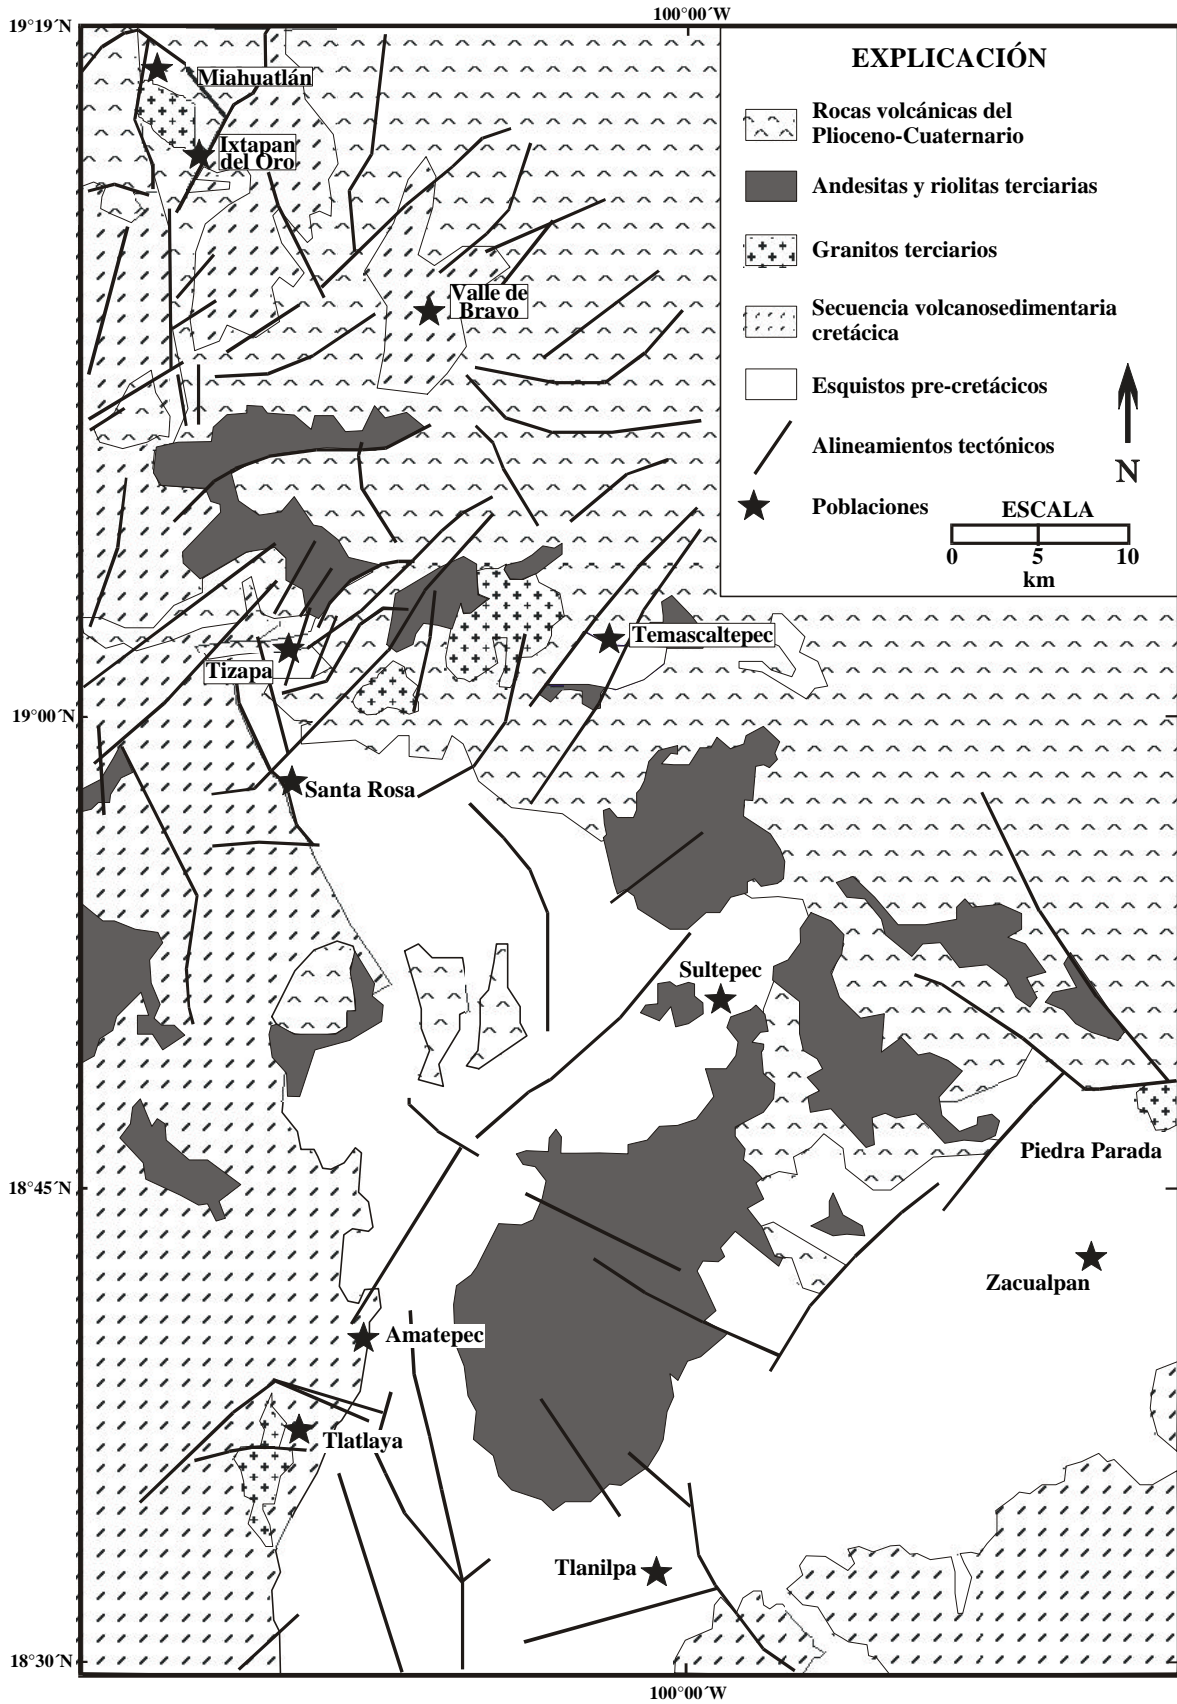 100°00´W
19°19´N
EXPLICACIÓN
Miahuatlán
Rocas volcánicas del
Plioceno-Cuaternario
Ixtapan
del Oro
Andesitas y riolitas terciarias
Granitos terciarios
Valle de
Bravo
Secuencia volcanosedimentaria
cretácica
Esquistos pre-cretácicos
Alineamientos tectónicos
N
Poblaciones
ESCALA
0 5 10
km
Temascaltepec
Tizapa
19°00´N
Santa Rosa
Sultepec
Piedra Parada
18°45´N
Zacualpan
Amatepec
Tlatlaya
Tlanilpa
18°30´N
100°00´W